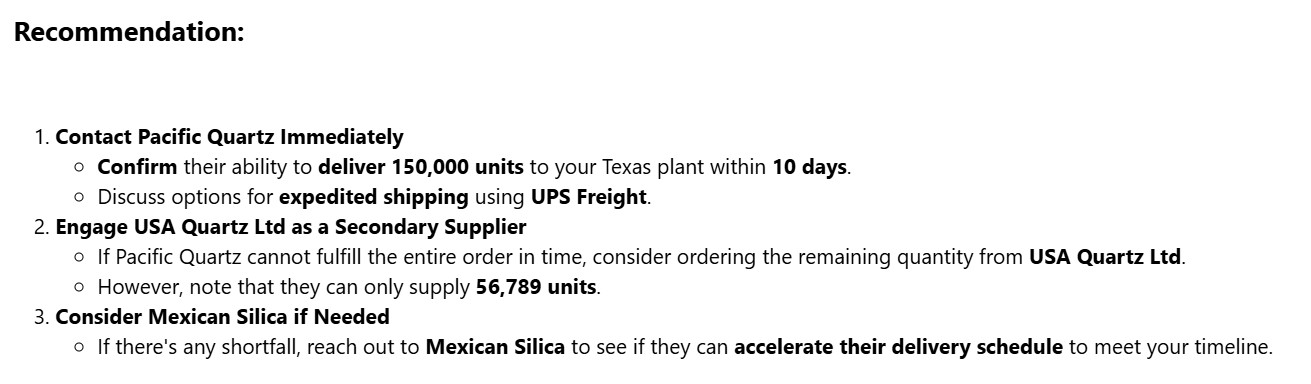 Recommendation:
1. Contact Pacific Quartz Immediately
○ Confirm their ability to deliver 150,000 units to your Texas plant within 10 days.
○ Discuss options for expedited shipping using UPS Freight.
2. Engage USA Quartz Ltd as a Secondary Supplier
○ If Pacific Quartz cannot fulfill the entire order in time, consider ordering the remaining quantity from USA Quartz Ltd.
○ However, note that they can only supply 56,789 units.
3. Consider Mexican Silica if Needed
○ If there's any shortfall, reach out to Mexican Silica to see if they can accelerate their delivery schedule to meet your timeline.